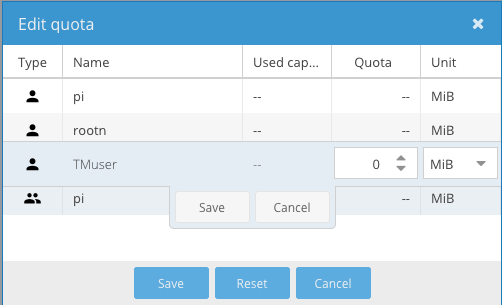 Edit quota
Type Name Used cap... Quota Unit
pi -- -- MiB
rootn -- -- MiB
TMuser -- 0 MiB
pi -- MiB
Save Cancel
Save Reset Cancel